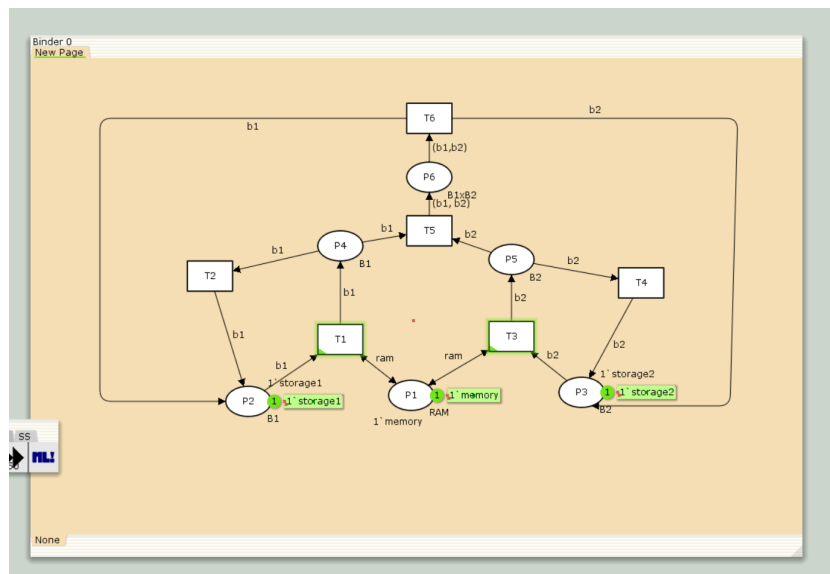 Binder 0
New Page
T6
b1
b2
(b1,b2)
P6
B1xB2
(b1, b2)
T5
b1
b2
P4
P5
b1
b2
B1
B2
T2
T4
b1
b2
T1
T3
b1
b2
b1
ram
ram
b2
1`storage1
1`storage2
P2
1
1`storage1
P1
1
1`memory
P3
1
1`storage2
B1
RAM
B2
1`memory
SS
ML!
None